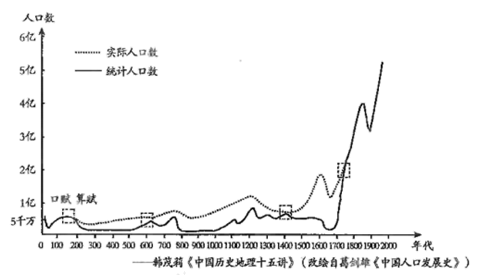 人口数
6亿
实际人口数
5亿
统计人口数
4亿
3亿
2亿
1亿
口赋 算赋
5千万
0 100 200 300 400 500 600 700 800 900 1000 1100 1200 1300 1400 1500 1600 1700 1800 1900 2000
年代
——韩茂莉《中国历史地理十五讲》(改绘自葛剑雄《中国人口发展史》)